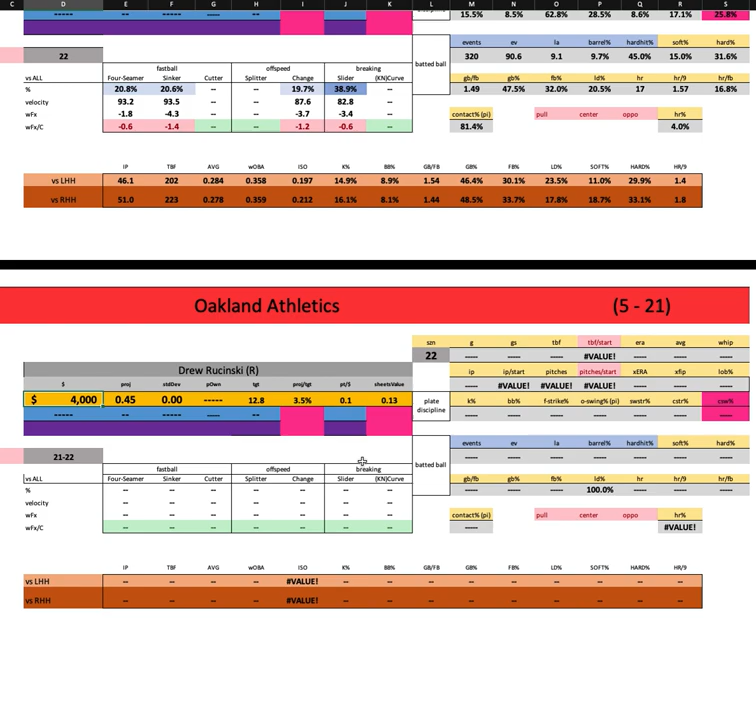 C D E F G H I J K L M N O P Q R S
15.5% 8.5% 62.8% 28.5% 8.6% 17.1% 25.8%
----- -- -- ---- --
events ev la barrel% hardhit% soft% hard%
22 batted ball 320 90.6 9.1 9.7% 45.0% 15.0% 31.6%
fastball offspeed breaking
vs ALL Four-Seamer Sinker Cutter Splitter Change Slider (KN)Curve gb/fb gb% fb% ld% hr hr/9 hr/fb
% 20.8% 20.6% -- -- 19.7% 38.9% -- 1.49 47.5% 32.0% 20.5% 17 1.57 16.8%
velocity 93.2 93.5 -- -- 87.6 82.8 --
wFx -1.8 -4.3 -- -- -3.7 -3.4 -- contact% (pi) pull center oppo hr%
wFx/C -0.6 -1.4 -- -- -1.2 -0.6 -- 81.4% 4.0%
IP TBF AVG wOBA ISO K% BB% GB/FB GB% FB% LD% SOFT% HARD% HR/9
vs LHH 46.1 202 0.284 0.358 0.197 14.9% 8.9% 1.54 46.4% 30.1% 23.5% 11.0% 29.9% 1.4
vs RHH 51.0 223 0.278 0.359 0.212 16.1% 8.1% 1.44 48.5% 33.7% 17.8% 18.7% 33.1% 1.8
Oakland Athletics (5 - 21)
szn g gs tbf tbf/start era avg whip
22 ----- ----- ----- #VALUE! ----- ----- -----
Drew Rucinski (R) ip ip/start pitches pitches/start xERA xfip lob%
$ proj stdDev pOwn tgt proj/tgt pt/$ sheetsValue ----- #VALUE! #VALUE! #VALUE! ----- ----- -----
$ 4,000 0.45 0.00 ----- 12.8 3.5% 0.1 0.13 plate discipline k% bb% f-strike% o-swing% (pi) swstr% cstr% csw%
----- -- -- ---- -- ----- ----- ----- ----- ----- ----- -----
events ev la barrel% hardhit% soft% hard%
21-22 batted ball ----- ----- ----- ----- ----- ----- -----
fastball offspeed breaking
vs ALL Four-Seamer Sinker Cutter Splitter Change Slider (KN)Curve gb/fb gb% fb% ld% hr hr/9 hr/fb
% -- -- -- -- -- -- -- ----- ----- ----- 100.0% ----- ----- -----
velocity -- -- -- -- -- -- --
wFx -- -- -- -- -- -- -- contact% (pi) pull center oppo hr%
wFx/C -- -- -- -- -- -- -- ----- #VALUE!
IP TBF AVG wOBA ISO K% BB% GB/FB GB% FB% LD% SOFT% HARD% HR/9
vs LHH -- -- -- -- #VALUE! -- -- -- -- -- -- -- -- --
vs RHH -- -- -- -- #VALUE! -- -- -- -- -- -- -- -- --